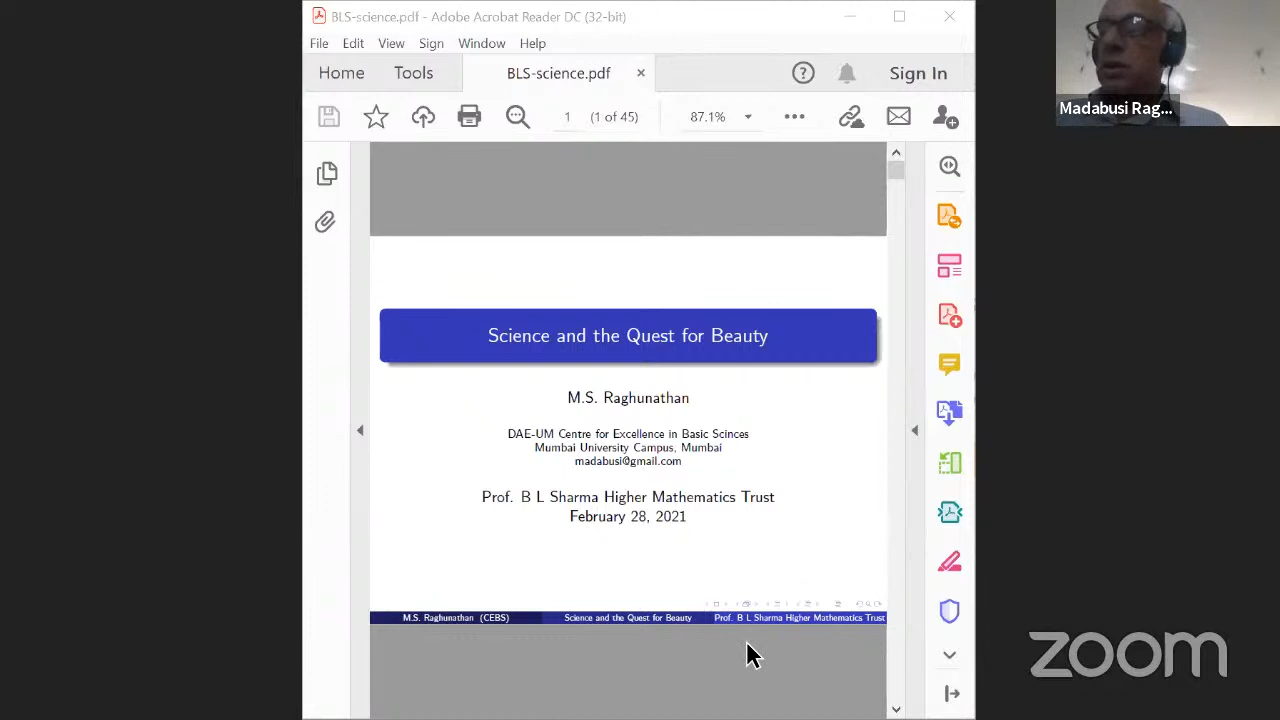 BLS-science.pdf - Adobe Acrobat Reader DC (32-bit)
File Edit View Sign Window Help
Home Tools BLS-science.pdf × Sign In
1 (1 of 45) 87.1%
Madabusi Rag...
Science and the Quest for Beauty
M.S. Raghunathan
DAE-UM Centre for Excellence in Basic Scinces
Mumbai University Campus, Mumbai
madabusi@gmail.com
Prof. B L Sharma Higher Mathematics Trust
February 28, 2021
M.S. Raghunathan (CEBS) Science and the Quest for Beauty Prof. B L Sharma Higher Mathematics Trust
zoom